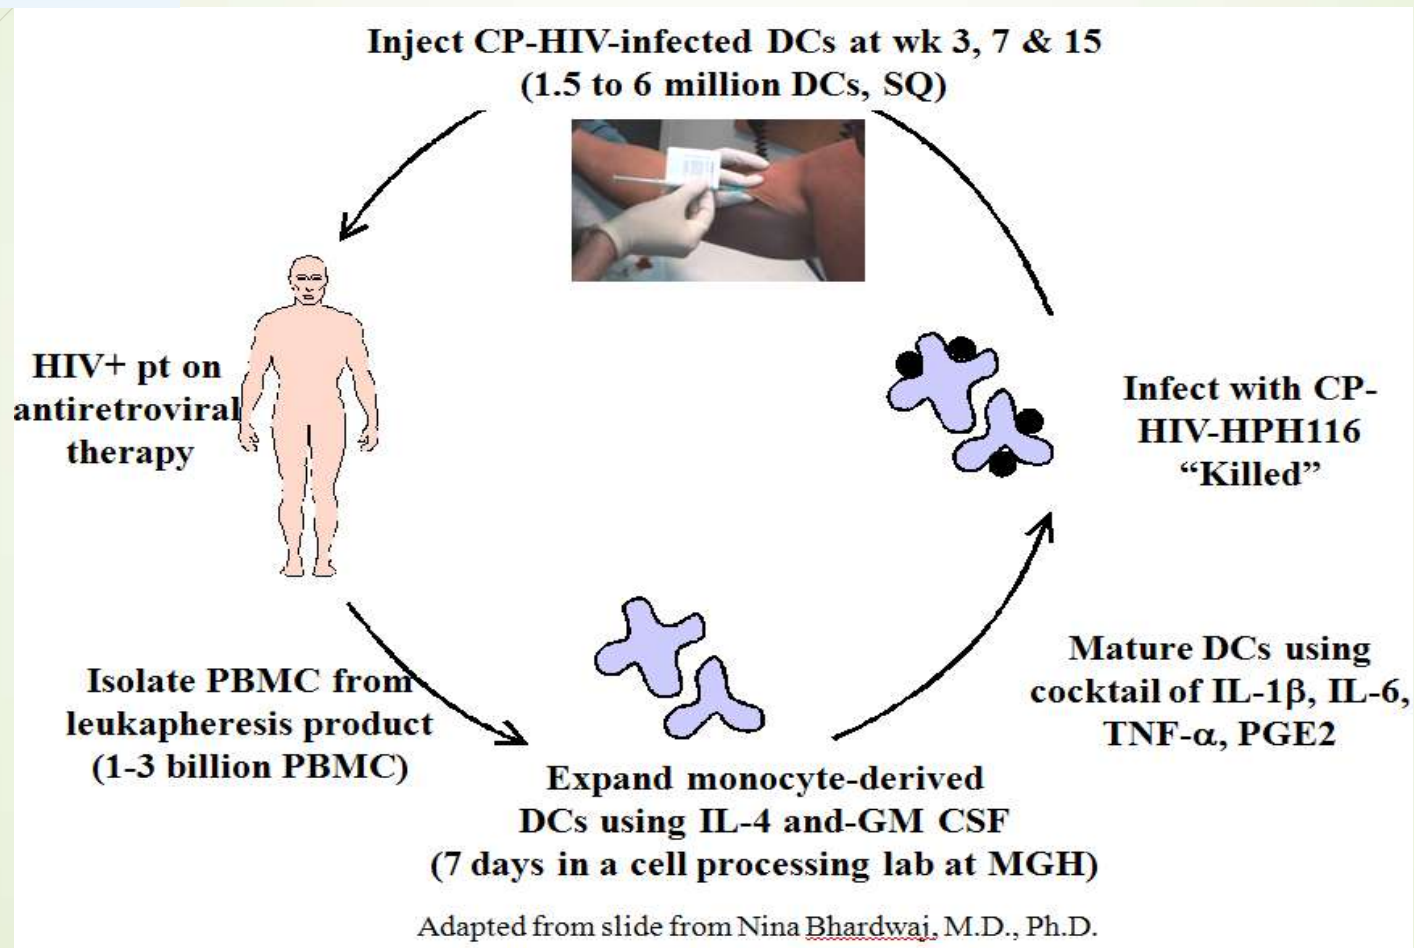 Inject CP-HIV-infected DCs at wk 3, 7 & 15
(1.5 to 6 million DCs, SQ)
HIV+ pt on
antiretroviral
therapy
Infect with CP-
HIV-HPH116
“Killed”
Isolate PBMC from
leukapheresis product
(1-3 billion PBMC)
Mature DCs using
cocktail of IL-1β, IL-6,
TNF-α, PGE2
Expand monocyte-derived
DCs using IL-4 and-GM CSF
(7 days in a cell processing lab at MGH)
Adapted from slide from Nina Bhardwaj, M.D., Ph.D.